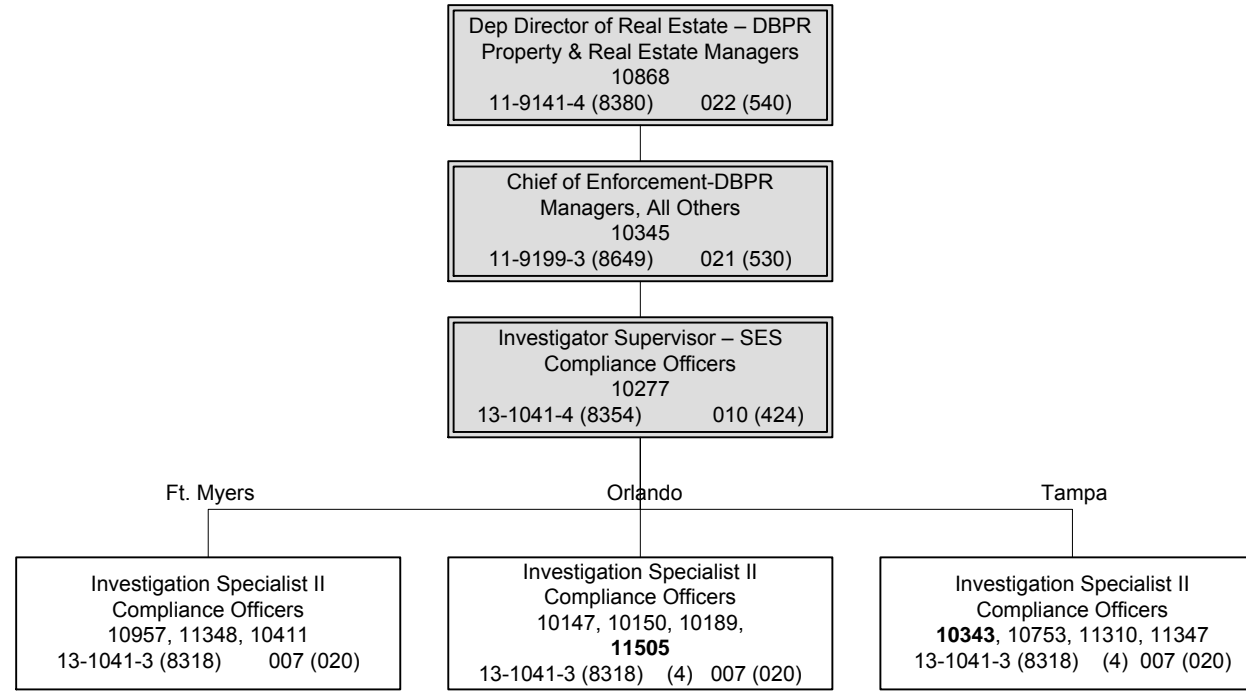 Dep Director of Real Estate – DBPR
Property & Real Estate Managers
10868
11-9141-4 (8380) 022 (540)
Chief of Enforcement-DBPR
Managers, All Others
10345
11-9199-3 (8649) 021 (530)
Investigator Supervisor – SES
Compliance Officers
10277
13-1041-4 (8354) 010 (424)
Ft. Myers
Orlando
Tampa
Investigation Specialist II
Compliance Officers
10957, 11348, 10411
13-1041-3 (8318) 007 (020)
Investigation Specialist II
Compliance Officers
10147, 10150, 10189,
11505
13-1041-3 (8318) (4) 007 (020)
Investigation Specialist II
Compliance Officers
10343, 10753, 11310, 11347
13-1041-3 (8318) (4) 007 (020)